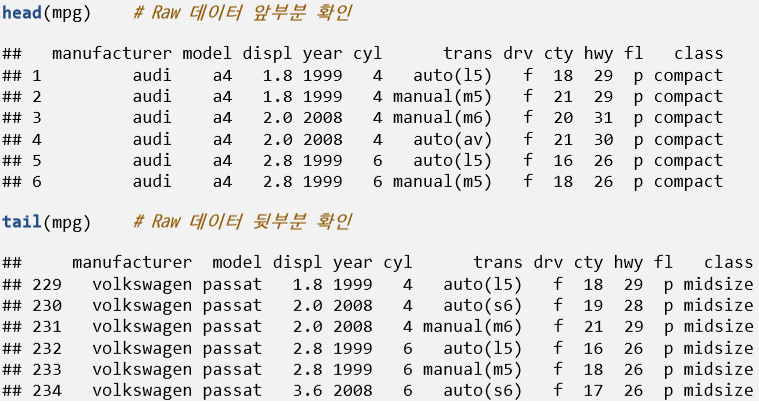 head(mpg)    # Raw 데이터 앞부분 확인
##   manufacturer model displ year cyl      trans drv cty hwy fl   class
## 1         audi    a4   1.8 1999   4   auto(l5)   f  18  29  p compact
## 2         audi    a4   1.8 1999   4 manual(m5)   f  21  29  p compact
## 3         audi    a4   2.0 2008   4 manual(m6)   f  20  31  p compact
## 4         audi    a4   2.0 2008   4   auto(av)   f  21  30  p compact
## 5         audi    a4   2.8 1999   6   auto(l5)   f  16  26  p compact
## 6         audi    a4   2.8 1999   6 manual(m5)   f  18  26  p compact
tail(mpg)    # Raw 데이터 뒷부분 확인
##     manufacturer  model displ year cyl      trans drv cty hwy fl   class
## 229   volkswagen passat   1.8 1999   4   auto(l5)   f  18  29  p midsize
## 230   volkswagen passat   2.0 2008   4   auto(s6)   f  19  28  p midsize
## 231   volkswagen passat   2.0 2008   4 manual(m6)   f  21  29  p midsize
## 232   volkswagen passat   2.8 1999   6   auto(l5)   f  16  26  p midsize
## 233   volkswagen passat   2.8 1999   6 manual(m5)   f  18  26  p midsize
## 234   volkswagen passat   3.6 2008   6   auto(s6)   f  17  26  p midsize